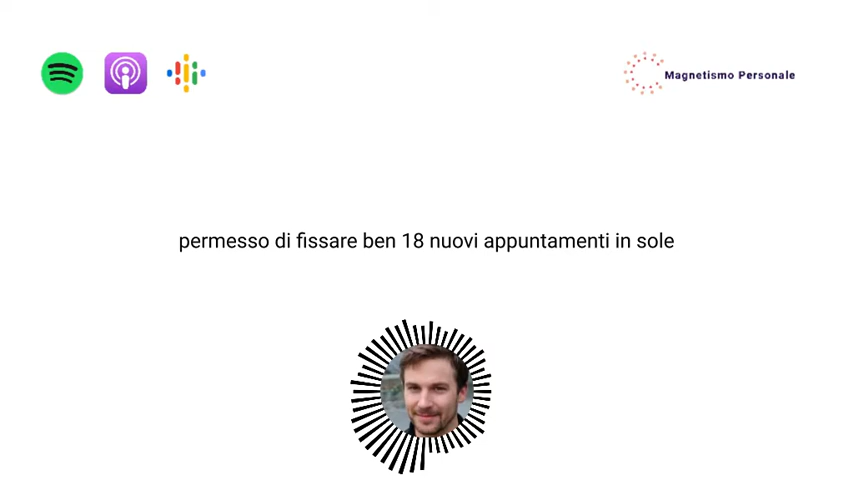 Magnetismo Personale
permesso di fissare ben 18 nuovi appuntamenti in sole